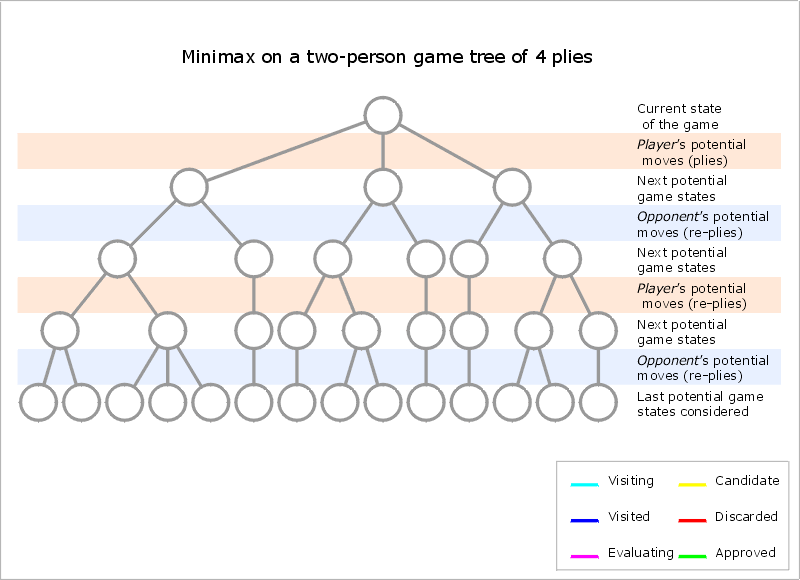 Minimax on a two-person game tree of 4 plies
Current state
of the game
Player's potential
moves (plies)
Next potential
game states
Opponent's potential
moves (re-plies)
Next potential
game states
Player's potential
moves (re-plies)
Next potential
game states
Opponent's potential
moves (re-plies)
Last potential game
states considered
Visiting Candidate
Visited Discarded
Evaluating Approved